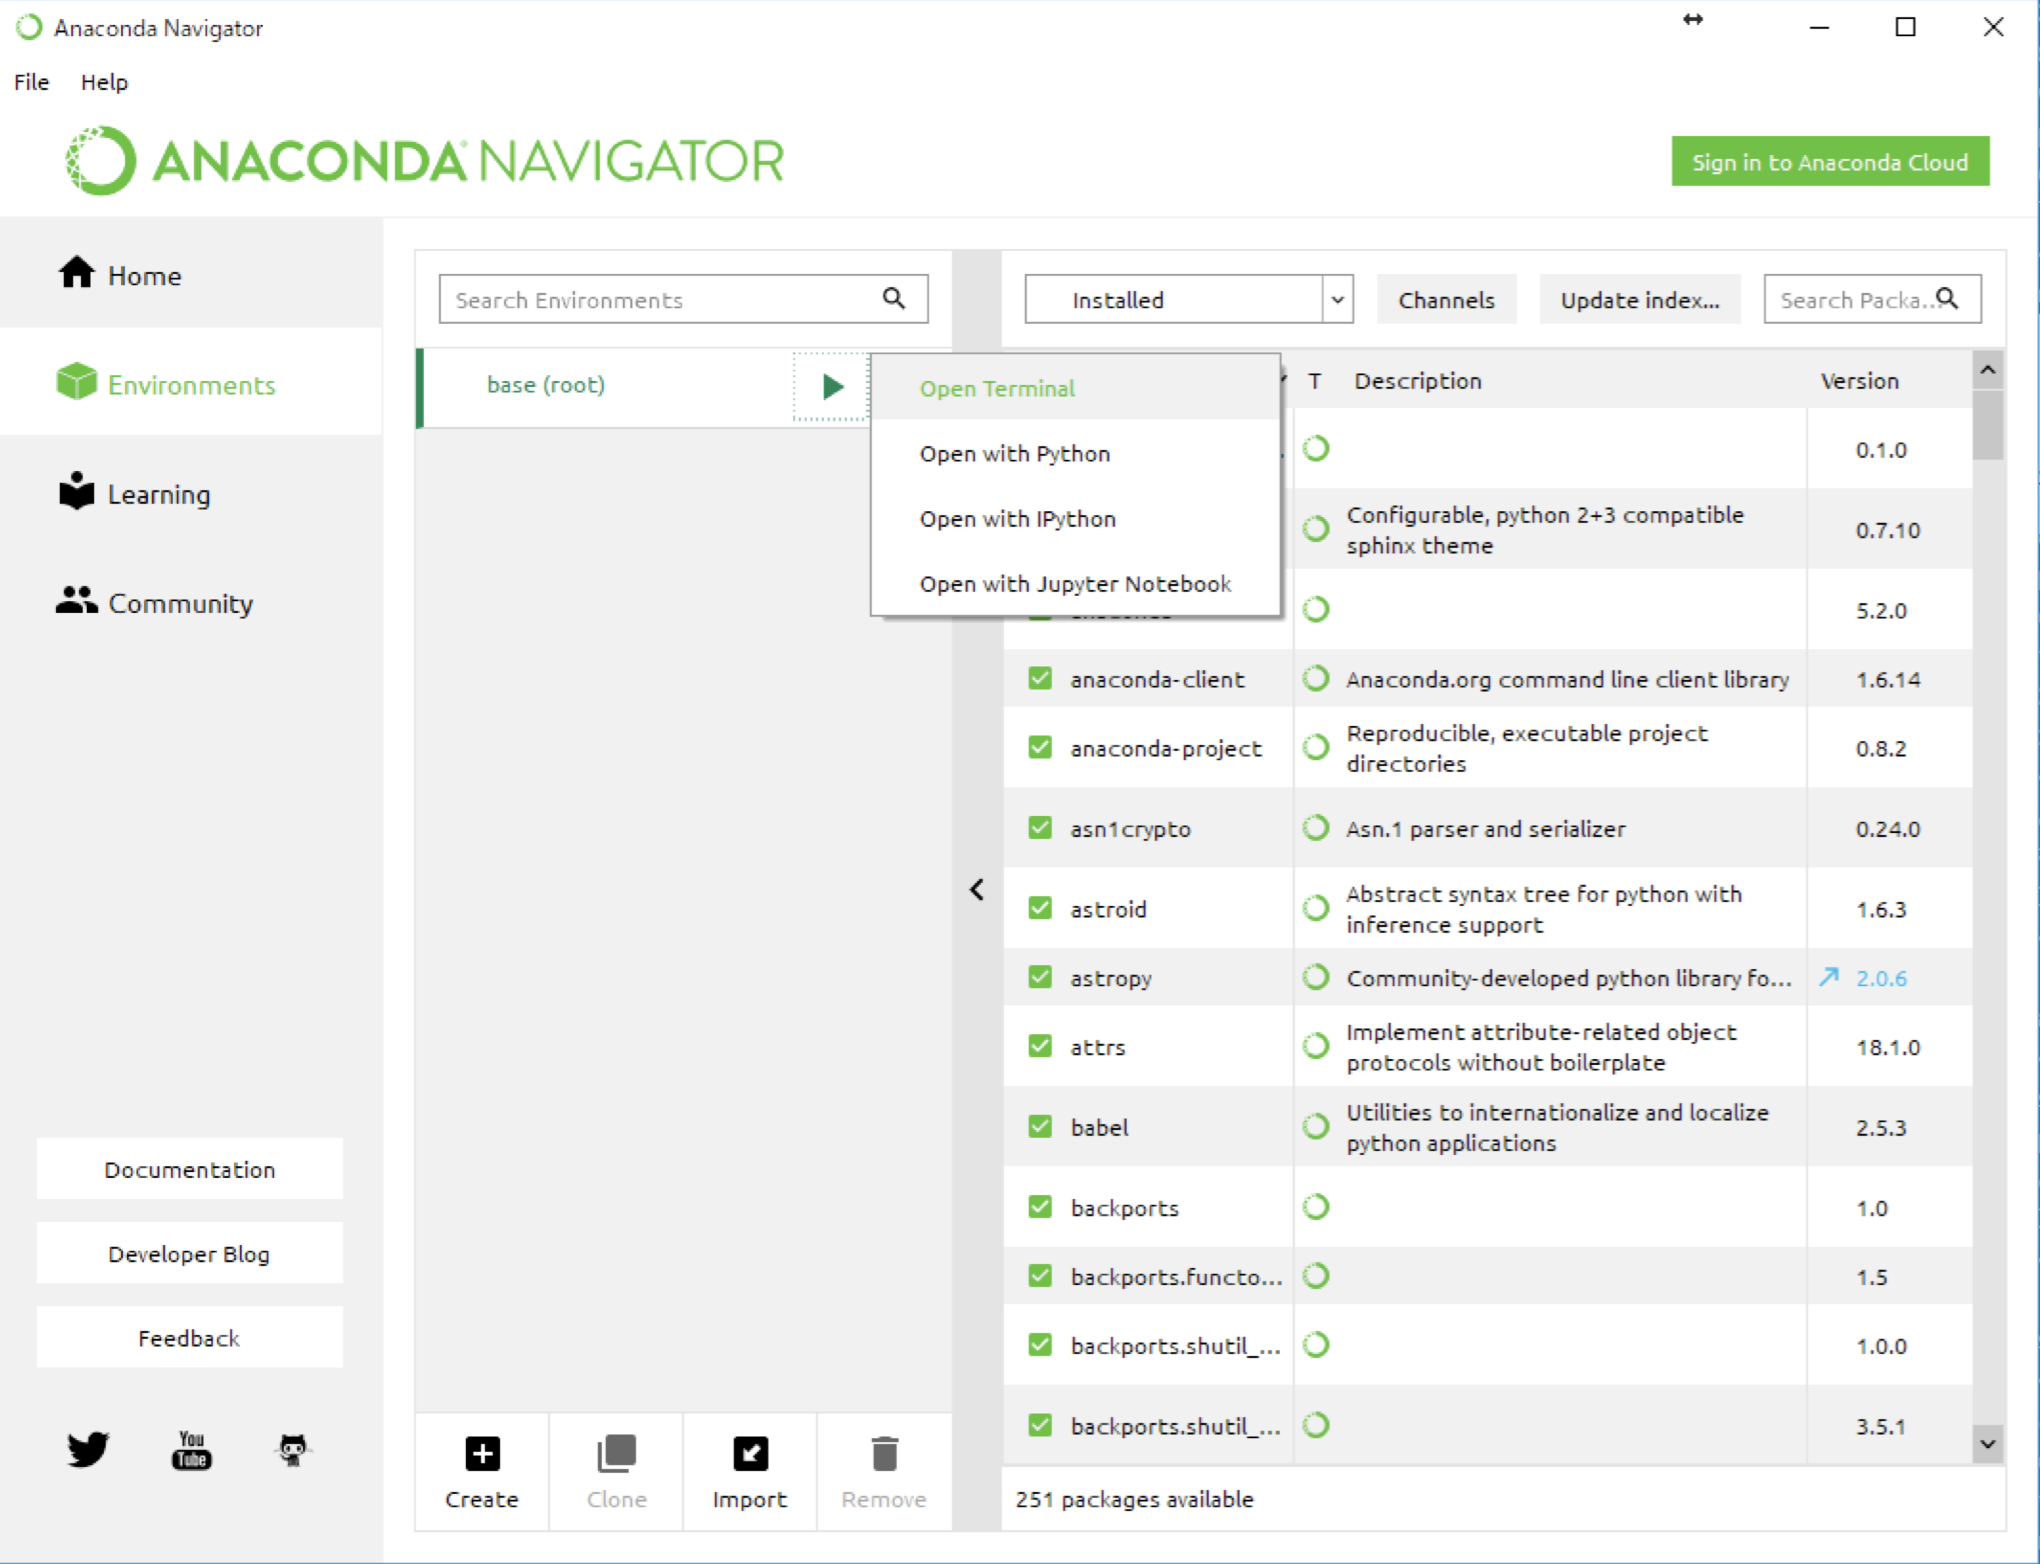 Anaconda Navigator
File Help
ANACONDA NAVIGATOR
Sign in to Anaconda Cloud
Home
Environments
Learning
Community
Documentation
Developer Blog
Feedback
You
Tube
Search Environments
base (root)
Open Terminal
Open with Python
Open with IPython
Open with Jupyter Notebook
Create Clone Import Remove
Installed Channels Update index... Search Packa...
T Description Version
0.1.0
Configurable, python 2+3 compatible
sphinx theme
0.7.10
5.2.0
anaconda-client Anaconda.org command line client library 1.6.14
anaconda-project Reproducible, executable project
directories
0.8.2
asn1crypto Asn.1 parser and serializer 0.24.0
astroid Abstract syntax tree for python with
inference support
1.6.3
astropy Community-developed python library fo... 2.0.6
attrs Implement attribute-related object
protocols without boilerplate
18.1.0
babel Utilities to internationalize and localize
python applications
2.5.3
backports 1.0
backports.functo... 1.5
backports.shutil_... 1.0.0
backports.shutil_... 3.5.1
251 packages available